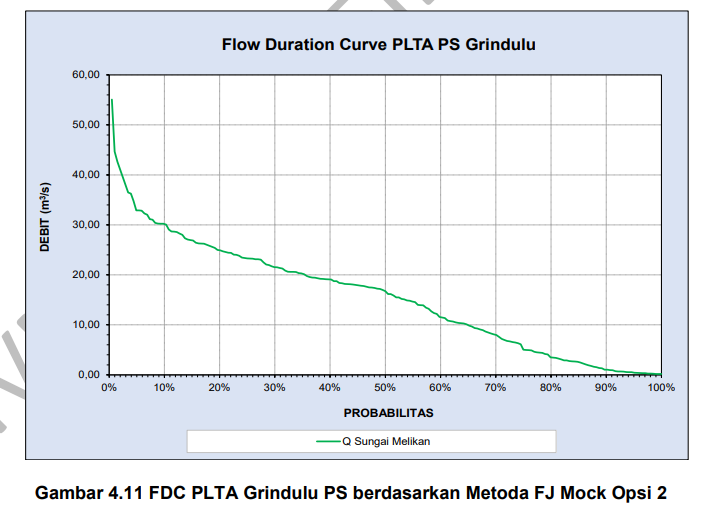 Flow Duration Curve PLTA PS Grindulu
60,00
50,00
40,00
30,00
20,00
10,00
0,00
DEBIT (m³/s)
0% 10% 20% 30% 40% 50% 60% 70% 80% 90% 100%
PROBABILITAS
Q Sungai Melikan
Gambar 4.11 FDC PLTA Grindulu PS berdasarkan Metoda FJ Mock Opsi 2